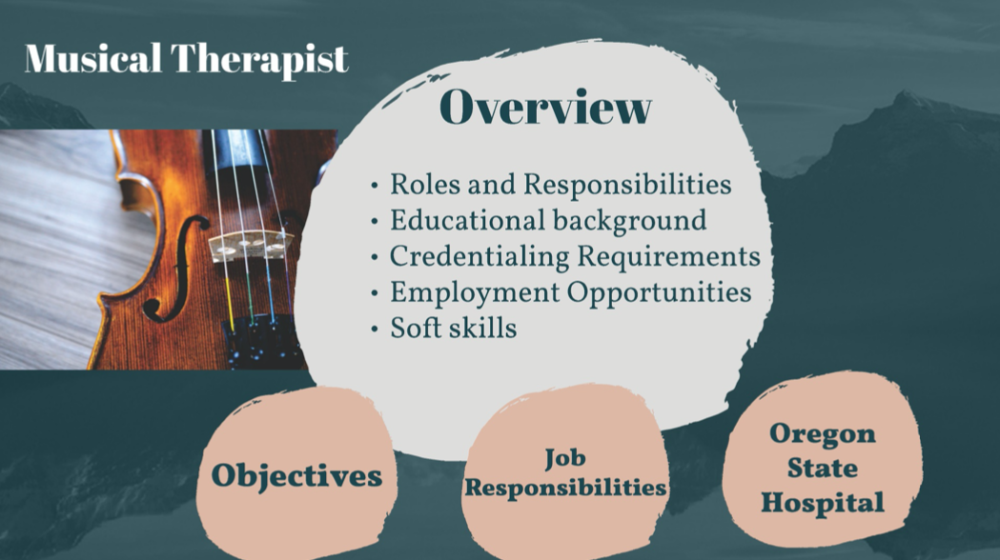 Musical Therapist
Overview
• Roles and Responsibilities
• Educational background
• Credentialing Requirements
• Employment Opportunities
• Soft skills
Objectives
Job
Responsibilities
Oregon
State
Hospital